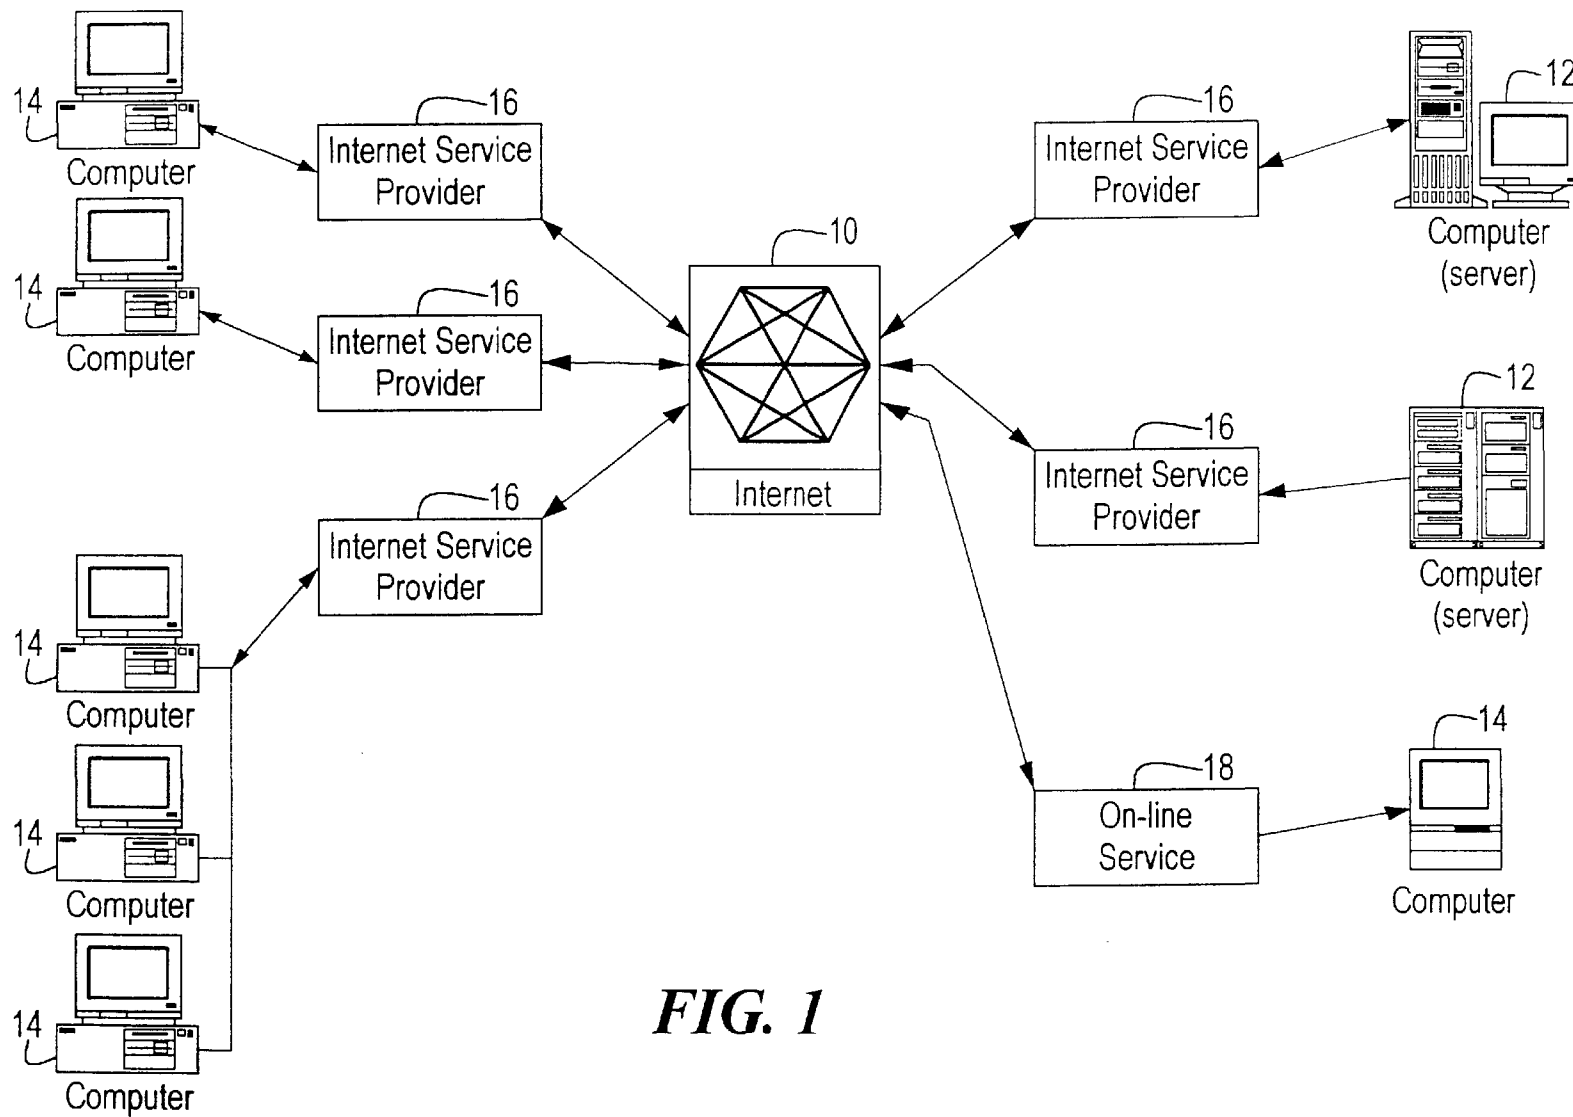 14
Computer
16
Internet Service
Provider
14
Computer
16
Internet Service
Provider
16
Internet Service
Provider
14
Computer
14
Computer
14
Computer
10
Internet
16
Internet Service
Provider
12
Computer
(server)
16
Internet Service
Provider
12
Computer
(server)
18
On-line
Service
14
Computer
FIG. 1